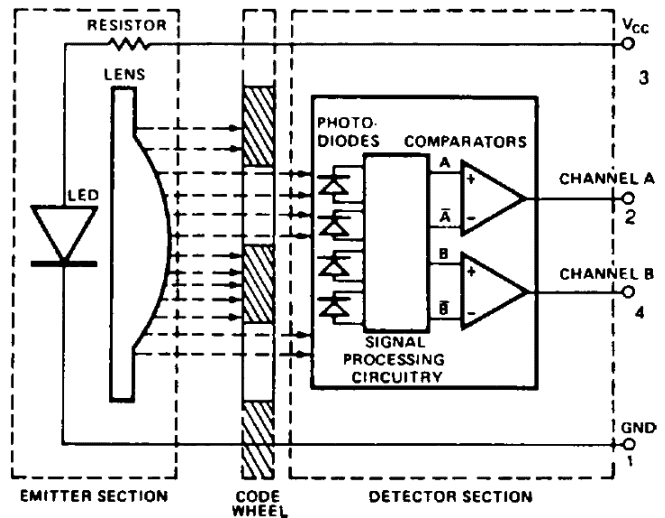 RESISTOR
VCC
3
LENS
LED
PHOTO-
DIODES
COMPARATORS
A
+
CHANNEL A
2
A̅
−
B
+
CHANNEL B
4
B̅
−
SIGNAL
PROCESSING
CIRCUITRY
GND
1
EMITTER SECTION
CODE
WHEEL
DETECTOR SECTION